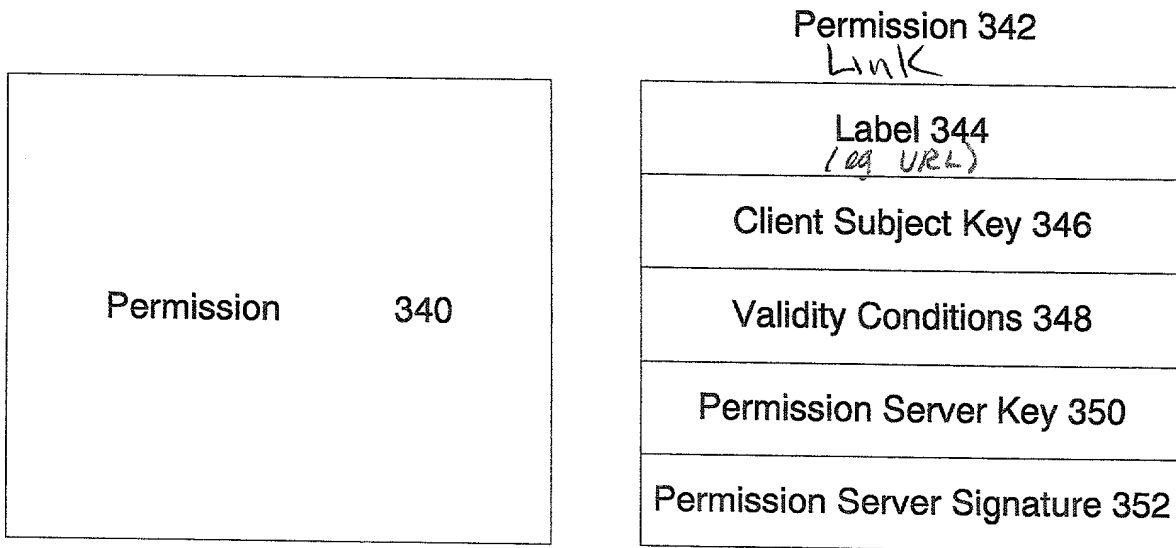 Permission 342
Link
Label 344
(eg URL)
Client Subject Key 346
Permission 340
Validity Conditions 348
Permission Server Key 350
Permission Server Signature 352